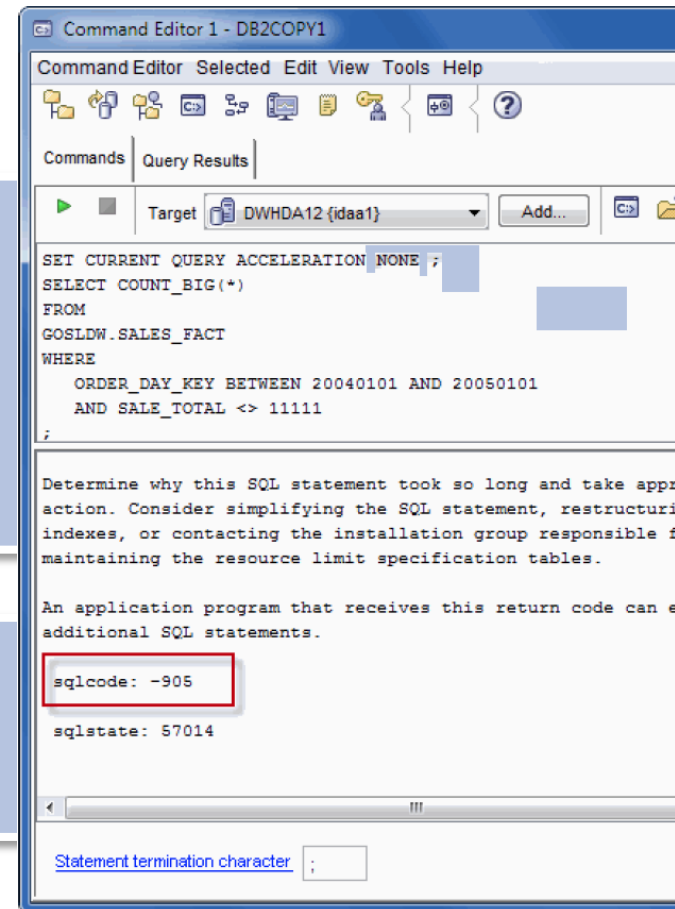 Command Editor 1 - DB2COPY1
Command Editor Selected Edit View Tools Help
Commands Query Results
Target DWHDA12 {idaa1} Add...
SET CURRENT QUERY ACCELERATION NONE ;
SELECT COUNT_BIG(*)
FROM
GOSLDW.SALES_FACT
WHERE
ORDER_DAY_KEY BETWEEN 20040101 AND 20050101
AND SALE_TOTAL <> 11111
;
Determine why this SQL statement took so long and take appr
action. Consider simplifying the SQL statement, restructuri
indexes, or contacting the installation group responsible f
maintaining the resource limit specification tables.
An application program that receives this return code can e
additional SQL statements.
sqlcode: -905
sqlstate: 57014
Statement termination character ;